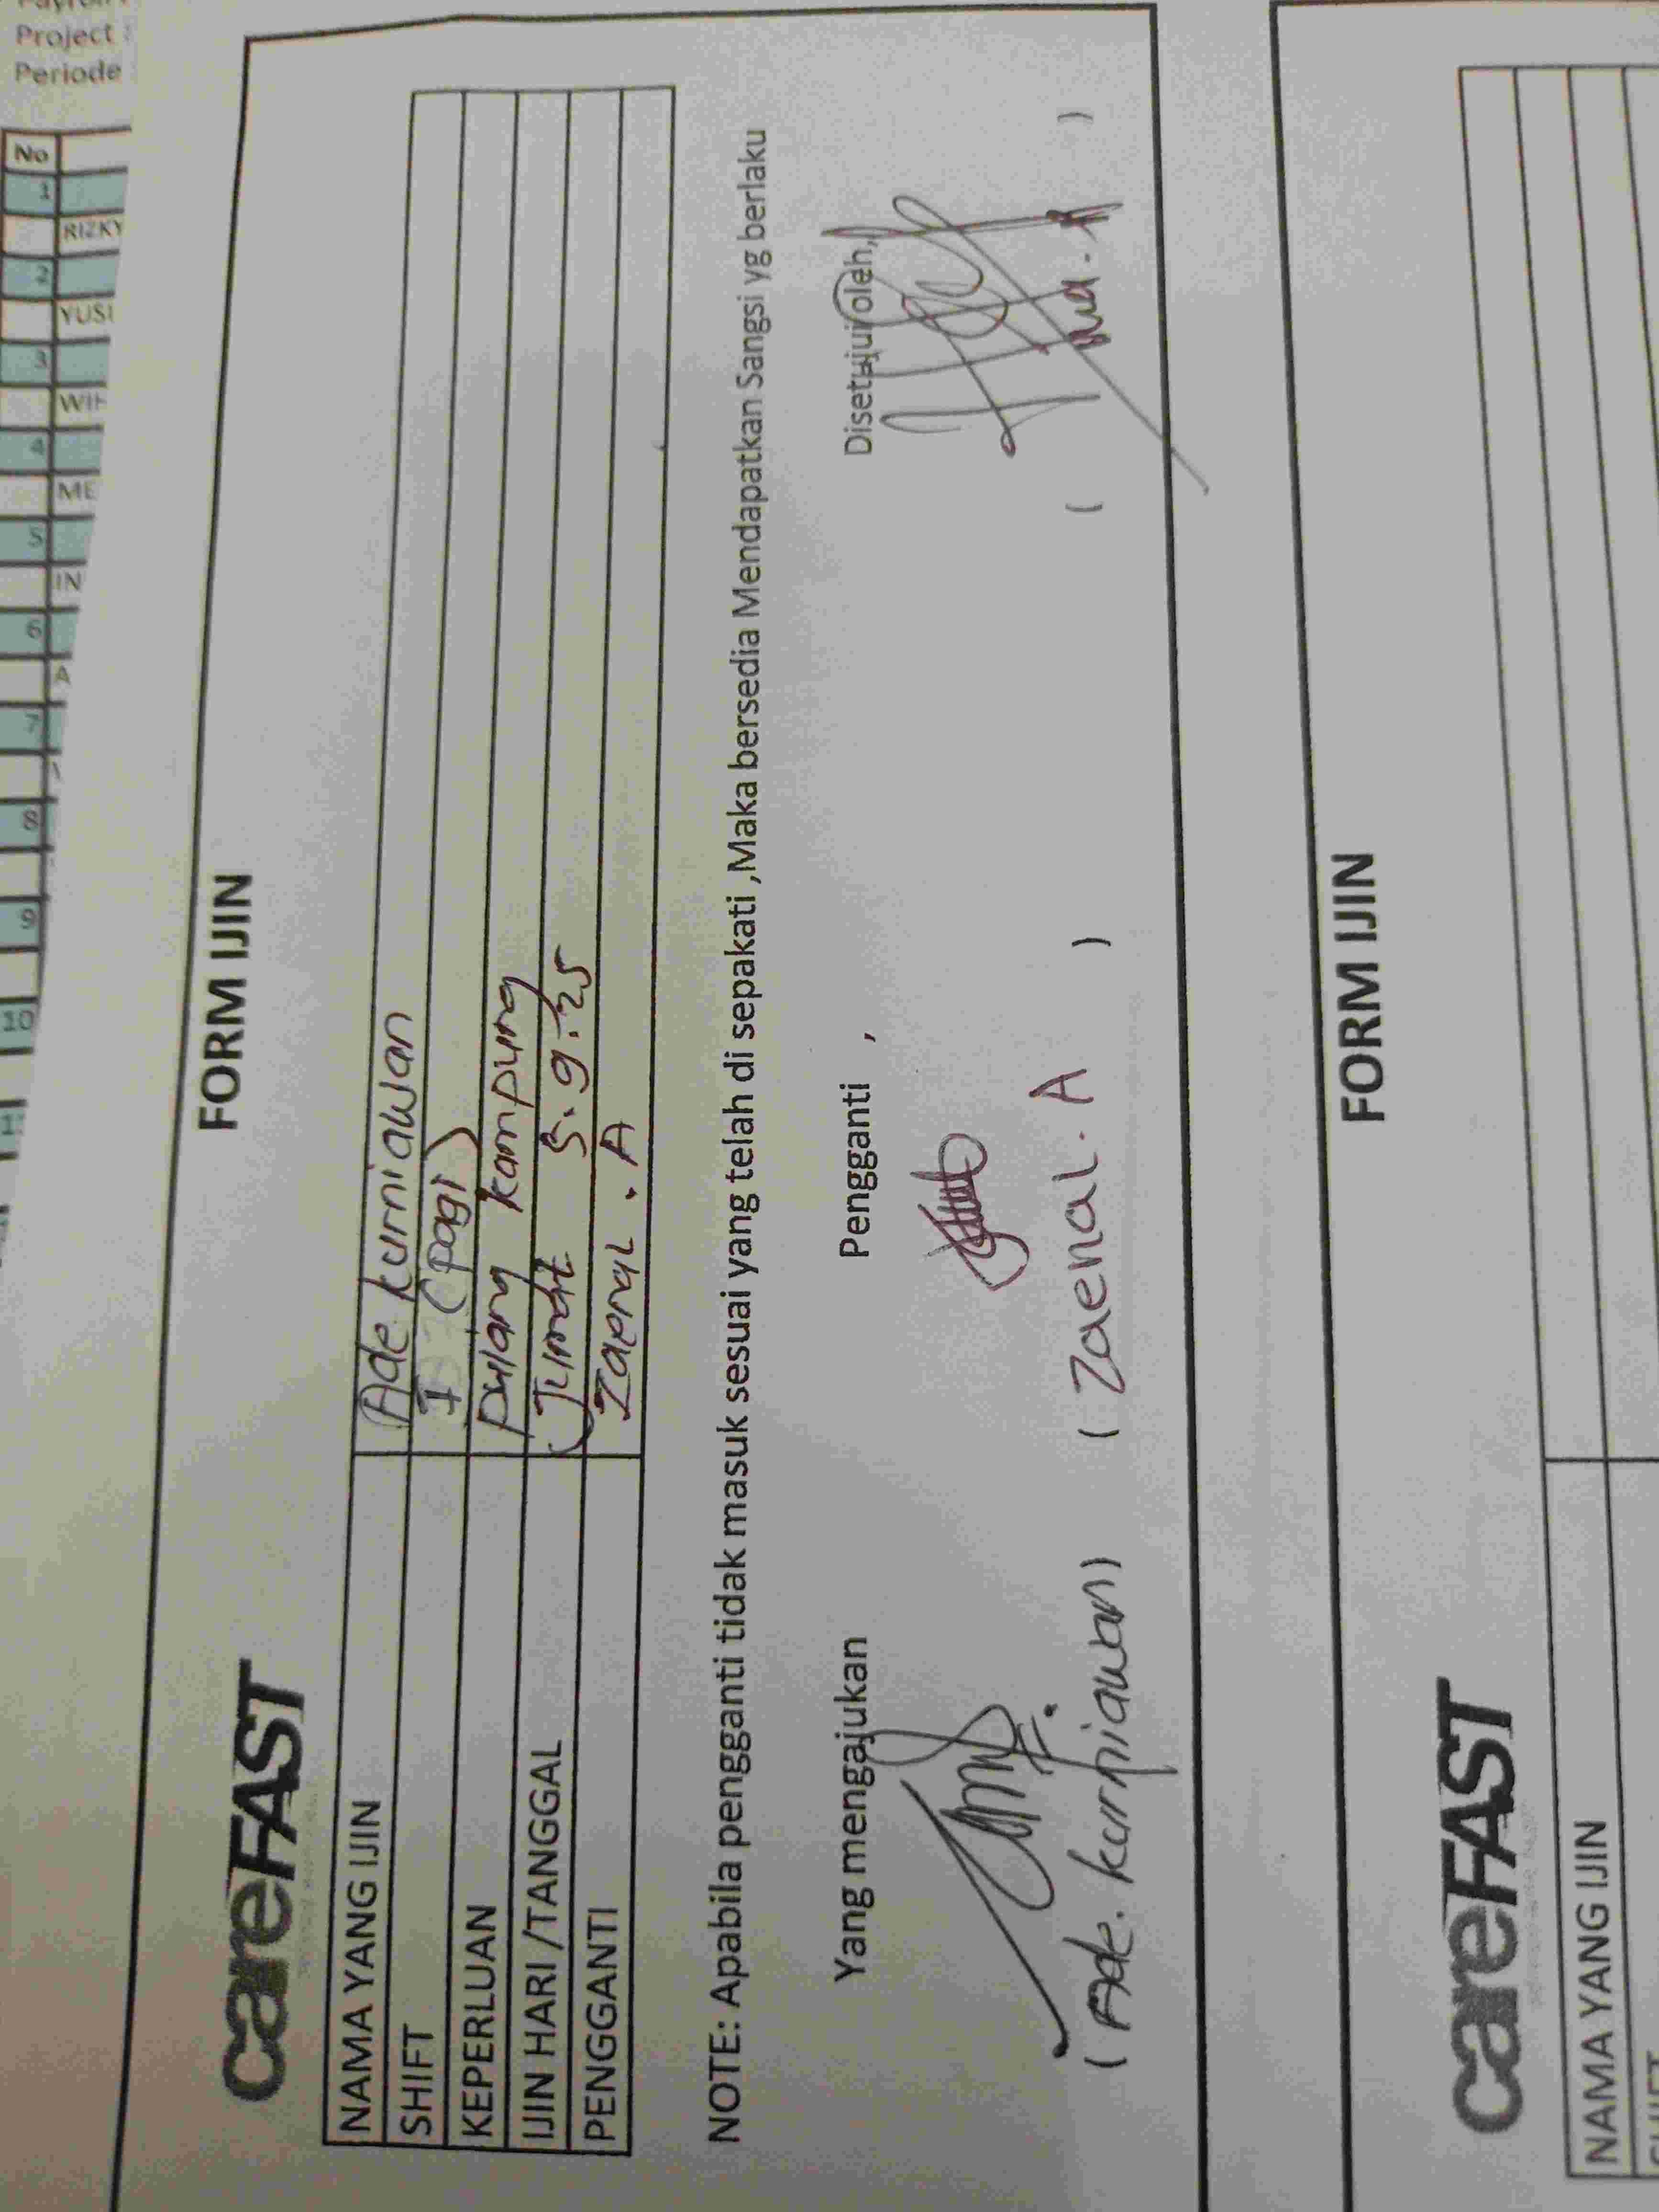 Project :
Periode
No
1
RIZKY
2
YUSI
3
WIH
4
ME
5
IN
6
A
7
8
9
10
careFAST
FORM IJIN
NAMA YANG IJIN Ade kurniawan
SHIFT I (pagi)
KEPERLUAN pulang kampung
IJIN HARI /TANGGAL Jumat 5.9.25
PENGGANTI Zaenal . A
NOTE: Apabila pengganti tidak masuk sesuai yang telah di sepakati ,Maka bersedia Mendapatkan Sangsi yg berlaku
Yang mengajukan Pengganti , Disetujui oleh,
( Ade. kurniawan) ( Zaenal. A ) ( )
careFAST
FORM IJIN
NAMA YANG IJIN
SHIFT